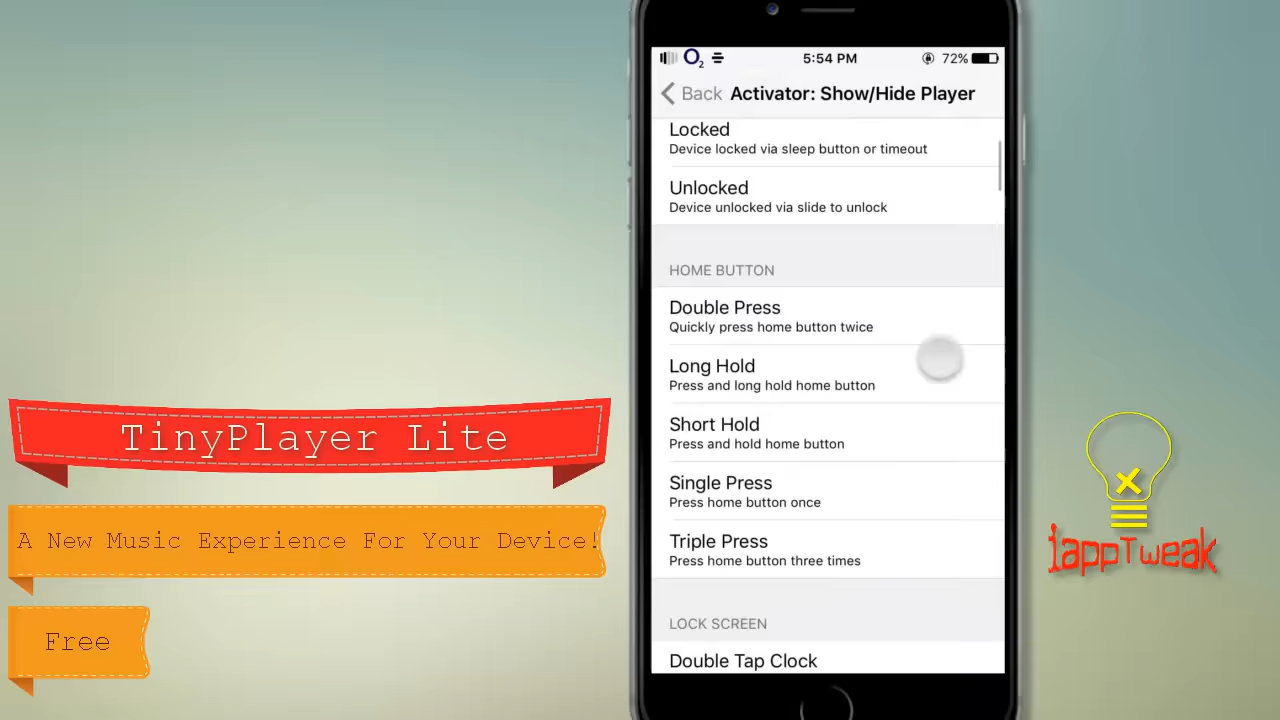 TinyPlayer Lite
A New Music Experience For Your Device!
Free
O2 5:54 PM 72%
Back Activator: Show/Hide Player
Locked
Device locked via sleep button or timeout
Unlocked
Device unlocked via slide to unlock
HOME BUTTON
Double Press
Quickly press home button twice
Long Hold
Press and long hold home button
Short Hold
Press and hold home button
Single Press
Press home button once
Triple Press
Press home button three times
LOCK SCREEN
Double Tap Clock
iappTweak